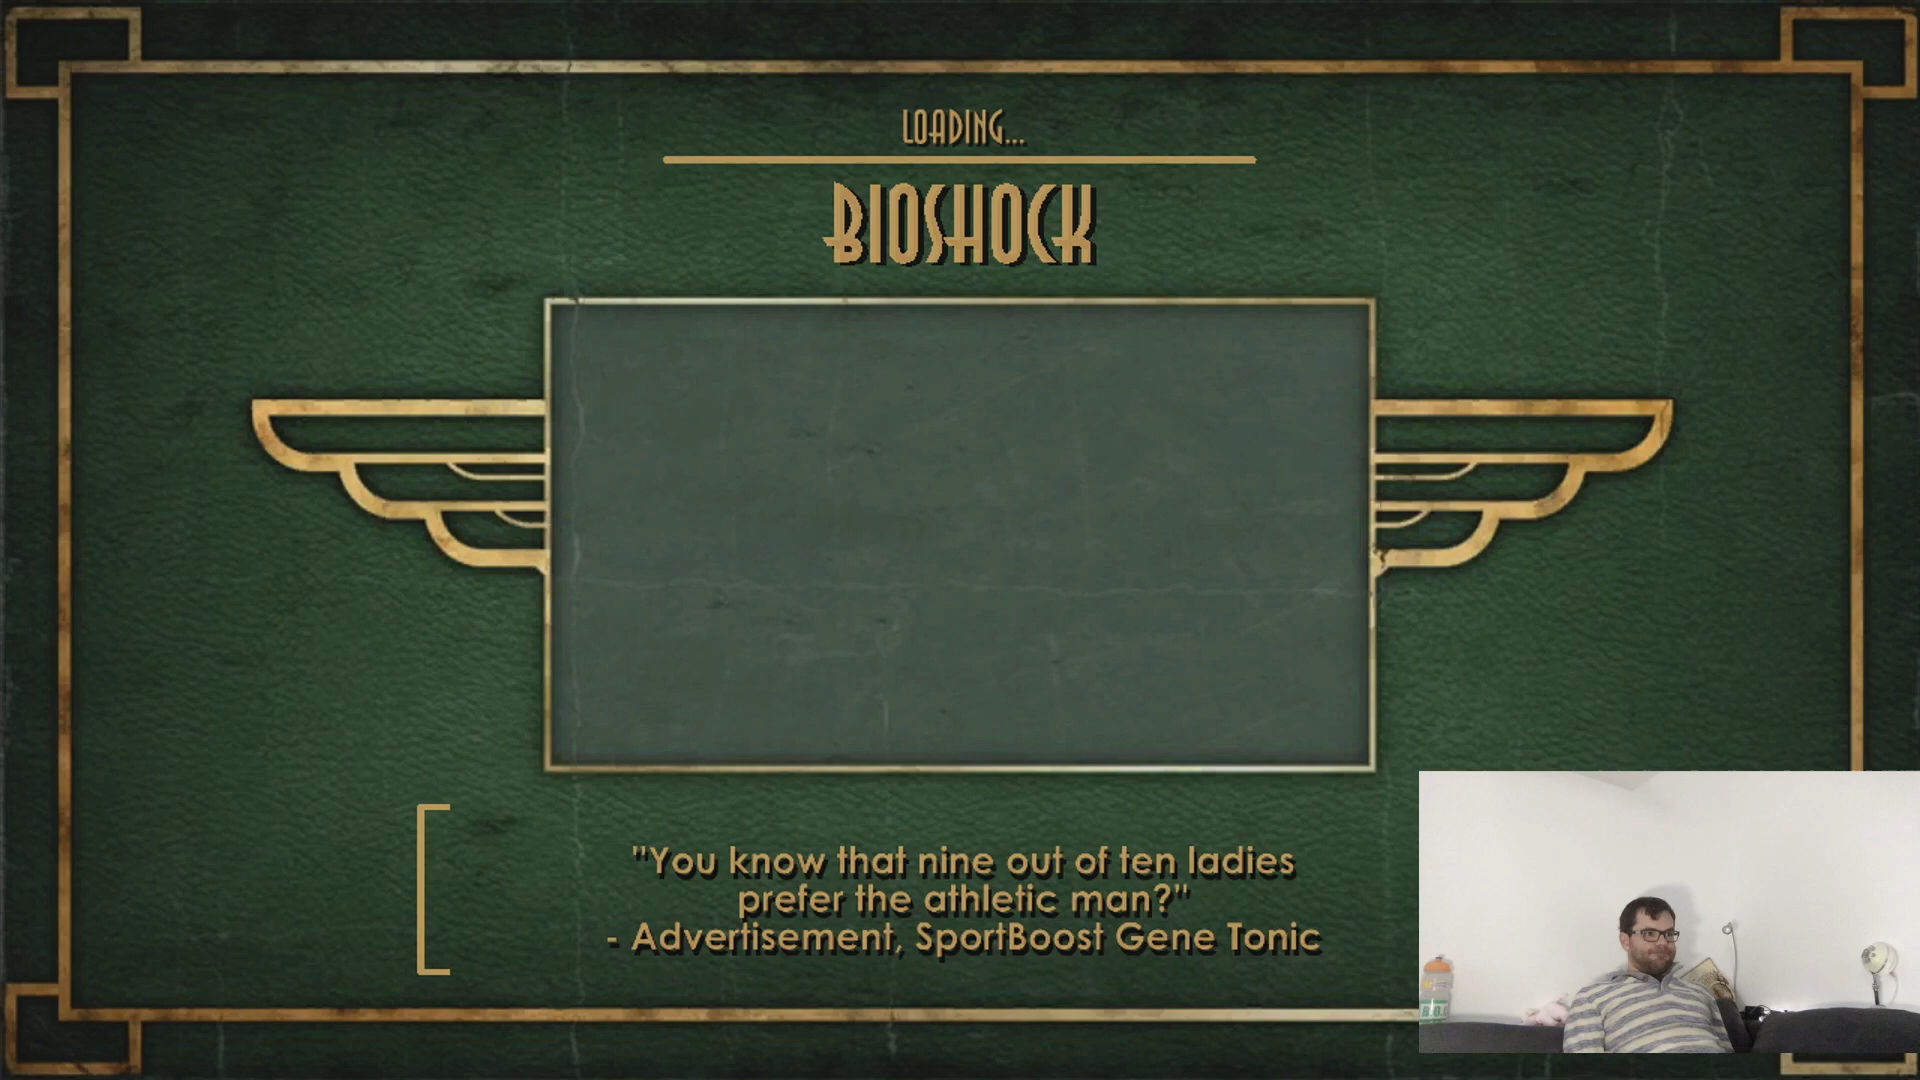 LOADING...
BIOSHOCK
"You know that nine out of ten ladies
prefer the athletic man?"
- Advertisement, SportBoost Gene Tonic